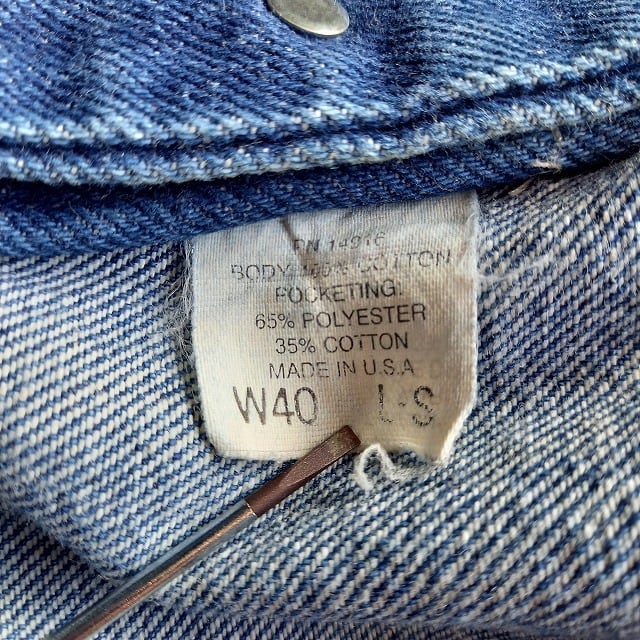 RN 14916
BODY 100% COTTON
POCKETING:
65% POLYESTER
35% COTTON
MADE IN U.S.A
W40 L-S